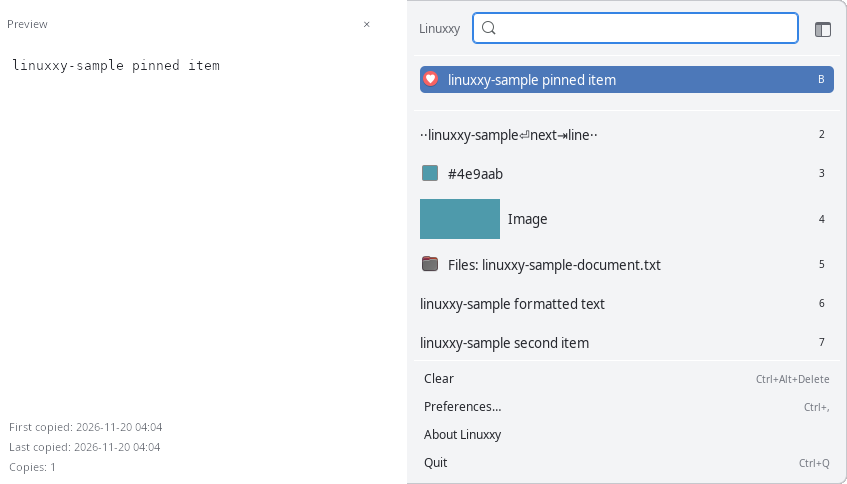 Preview ×
linuxxy-sample pinned item
First copied: 2026-11-20 04:04
Last copied: 2026-11-20 04:04
Copies: 1
Linuxxy
linuxxy-sample pinned item B
··linuxxy-sample⏎next⇥line·· 2
#4e9aab 3
Image 4
Files: linuxxy-sample-document.txt 5
linuxxy-sample formatted text 6
linuxxy-sample second item 7
Clear Ctrl+Alt+Delete
Preferences... Ctrl+,
About Linuxxy
Quit Ctrl+Q